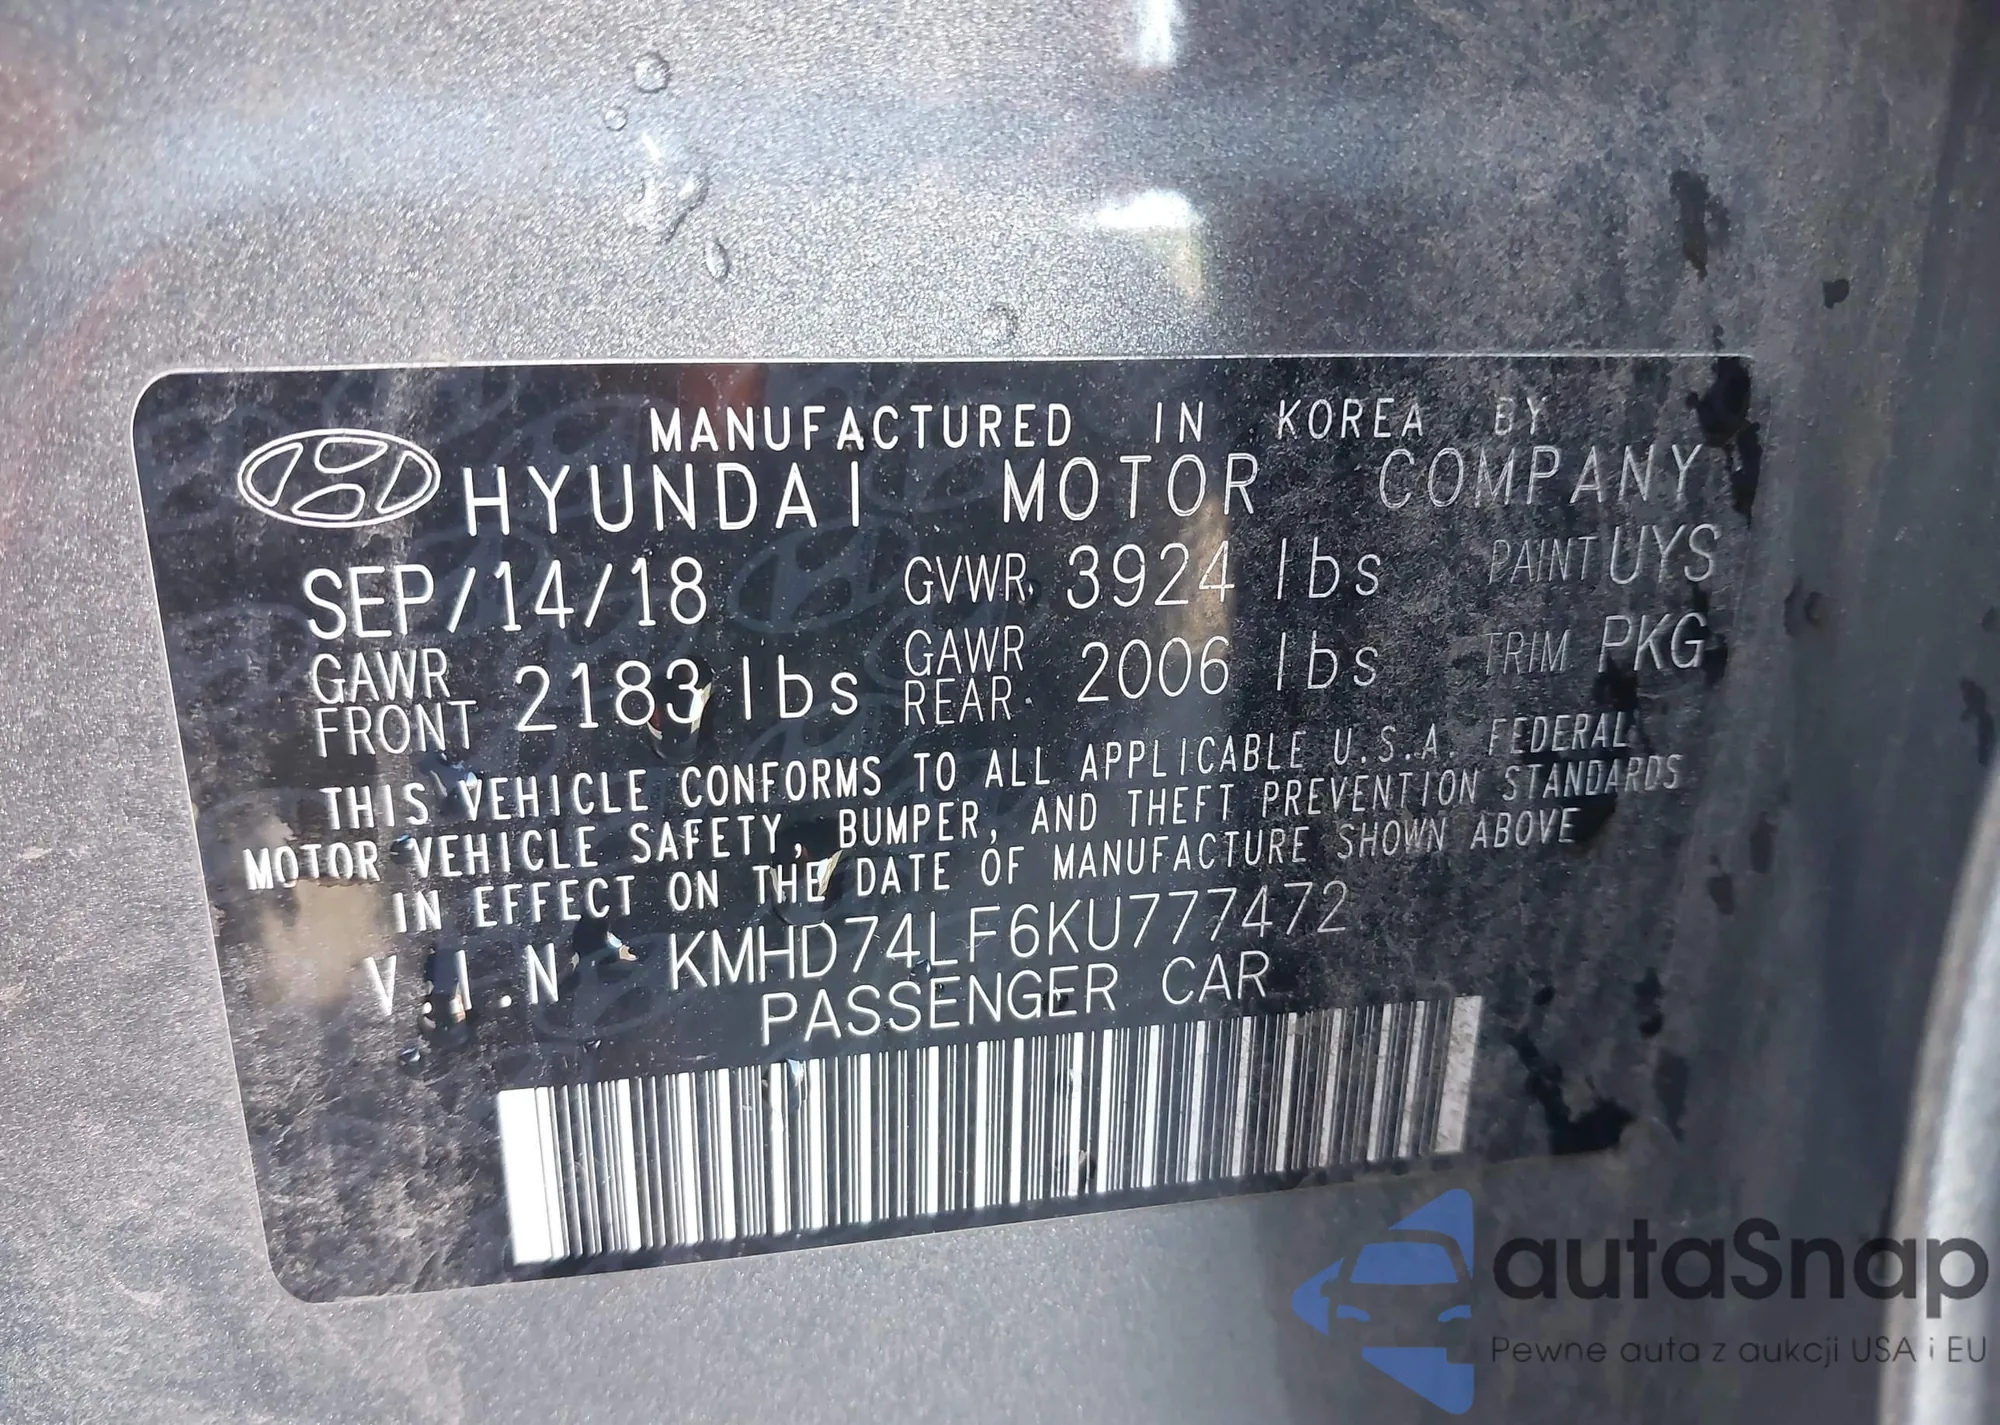 MANUFACTURED IN KOREA BY
HYUNDAI MOTOR COMPANY
SEP/14/18 GVWR 3924 lbs PAINT UYS
GAWR FRONT 2183 lbs GAWR REAR 2006 lbs TRIM PKG
THIS VEHICLE CONFORMS TO ALL APPLICABLE U.S.A. FEDERAL
MOTOR VEHICLE SAFETY, BUMPER, AND THEFT PREVENTION STANDARDS
IN EFFECT ON THE DATE OF MANUFACTURE SHOWN ABOVE
V.I.N KMHD74LF6KU777472
PASSENGER CAR
autaSnap
Pewne auta z aukcji USA i EU